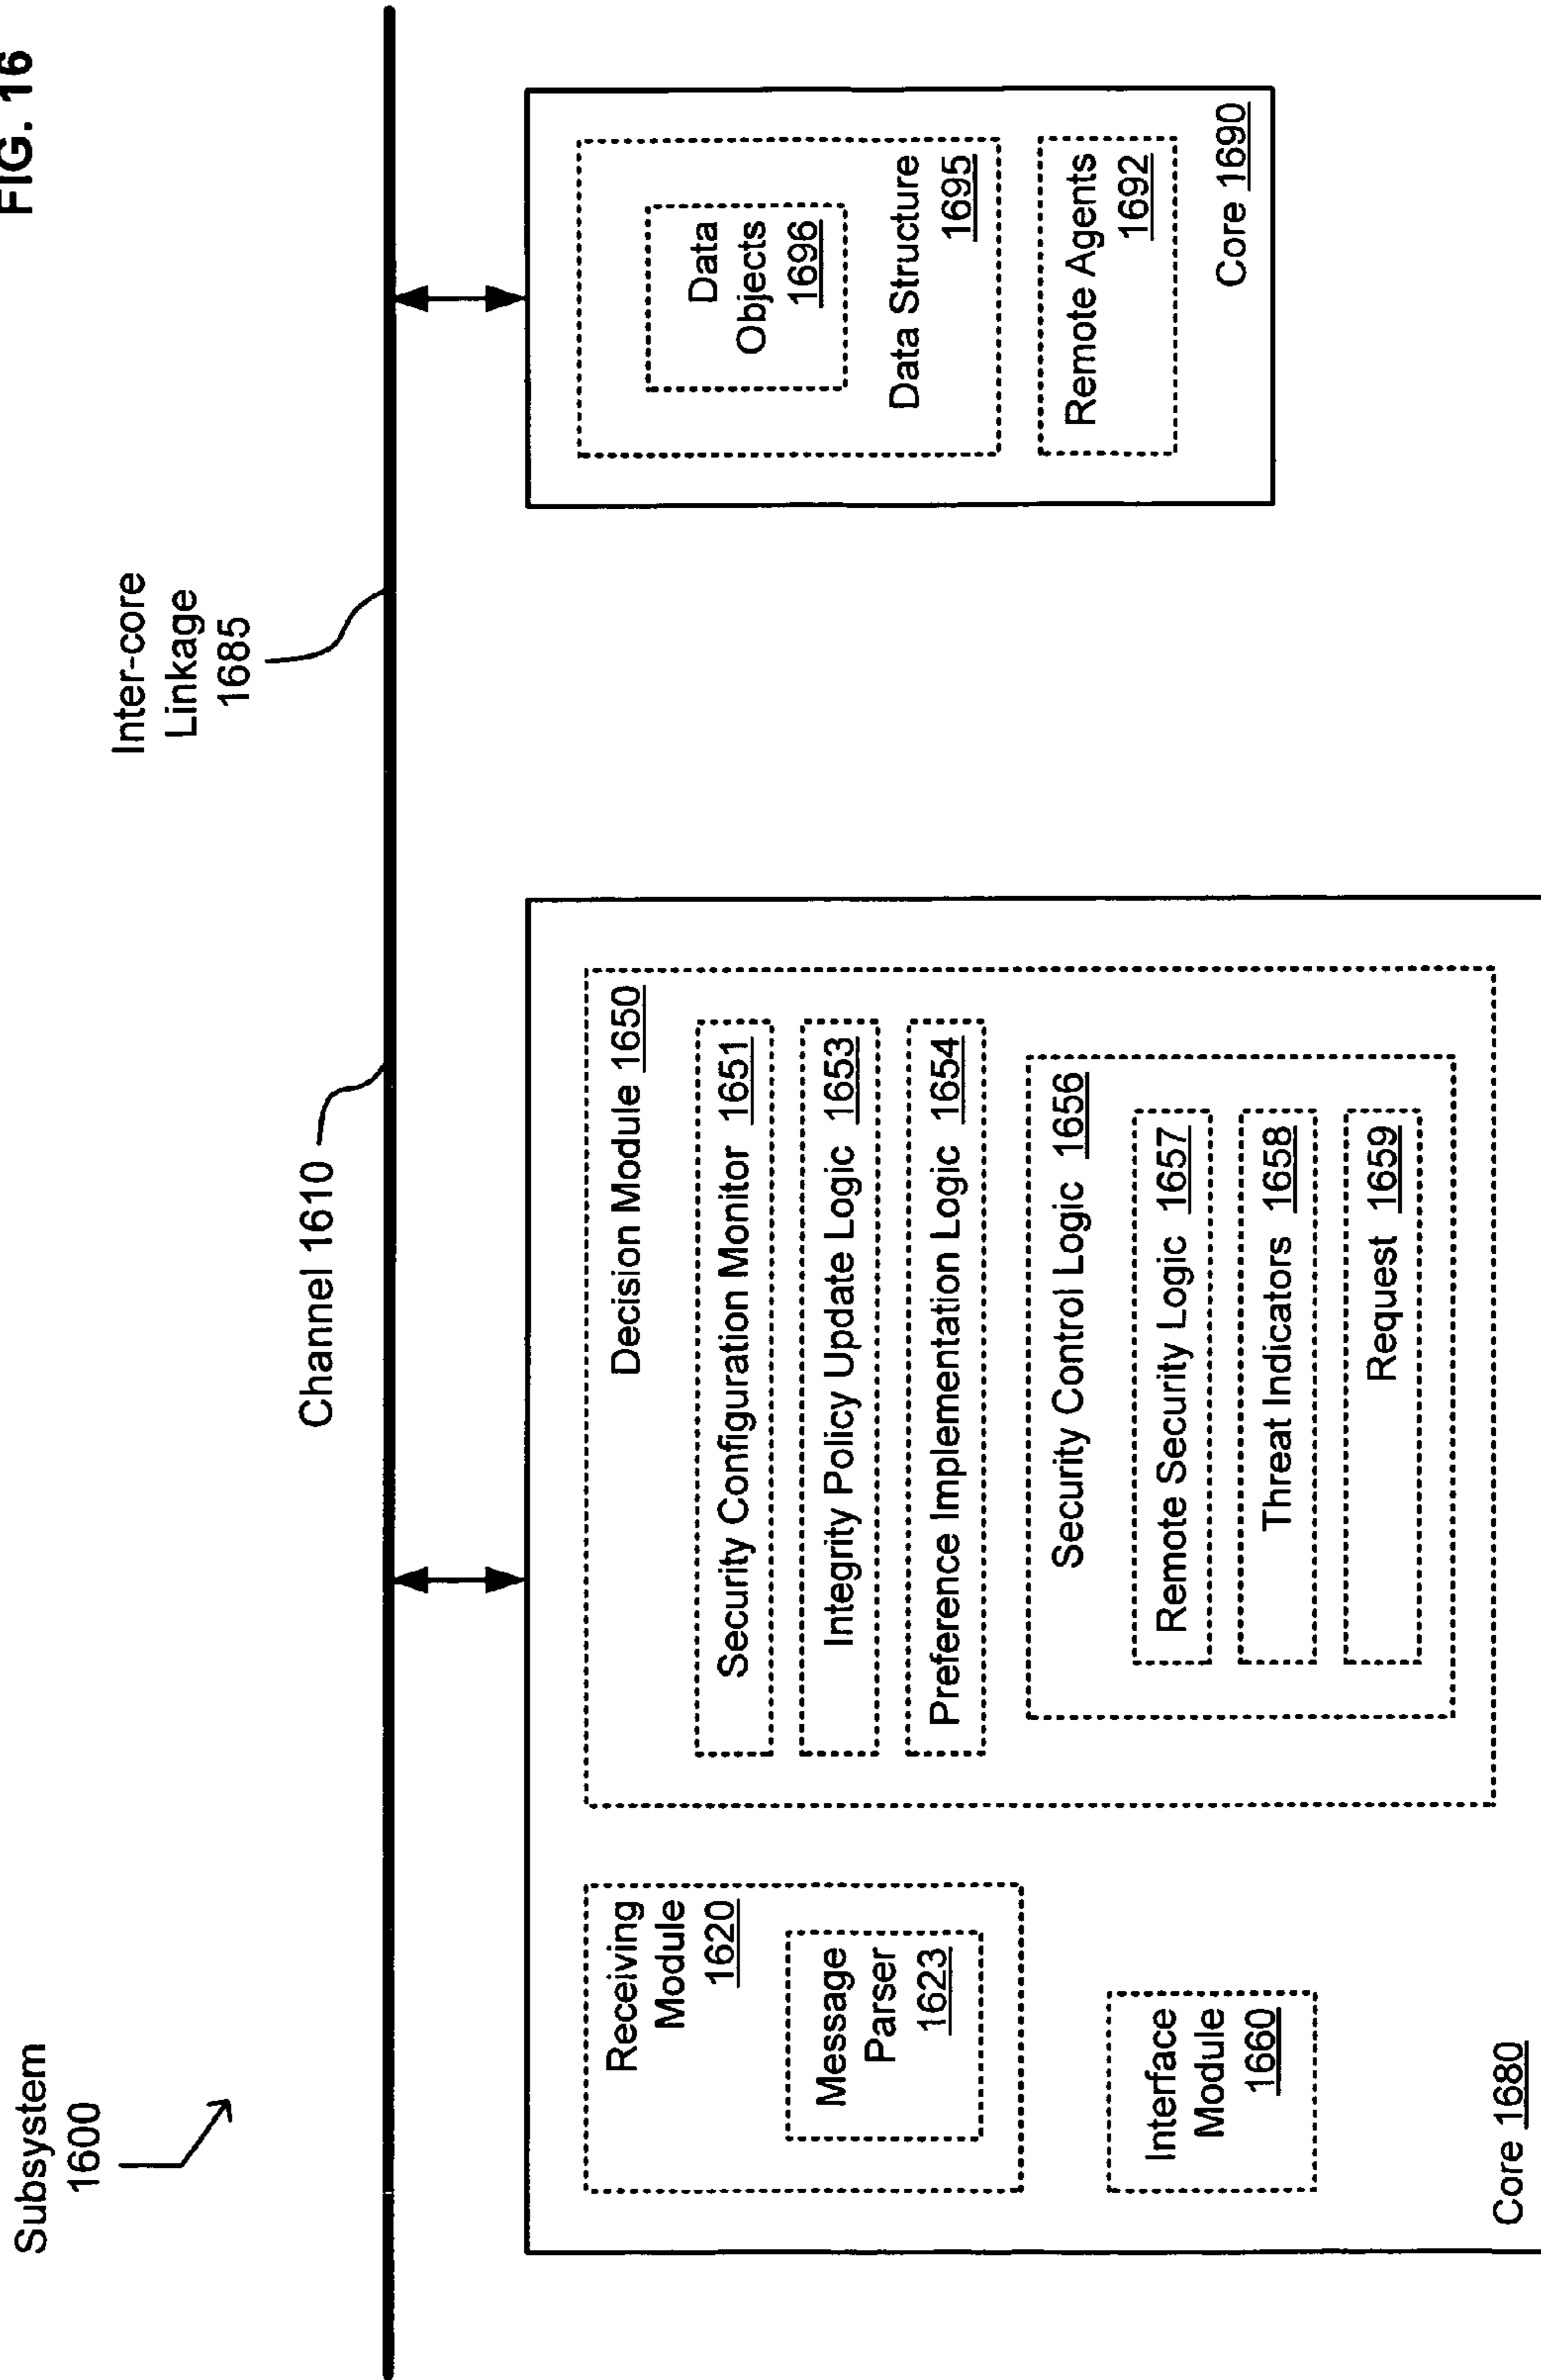 FIG. 16
Subsystem
1600
Inter-core
Linkage
1685
Channel 1610
Receiving
Module
1620
Message
Parser
1623
Interface
Module
1660
Core 1680
Decision Module 1650
Security Configuration Monitor 1651
Integrity Policy Update Logic 1653
Preference Implementation Logic 1654
Security Control Logic 1656
Remote Security Logic 1657
Threat Indicators 1658
Request 1659
Data
Objects
1696
Data Structure
1695
Remote Agents
1692
Core 1690